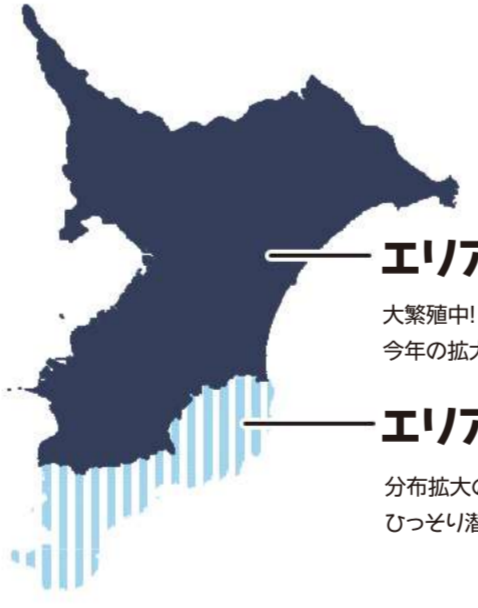 エリア
大繁殖中!
今年の拡大
エリア
分布拡大の
ひっそり潜